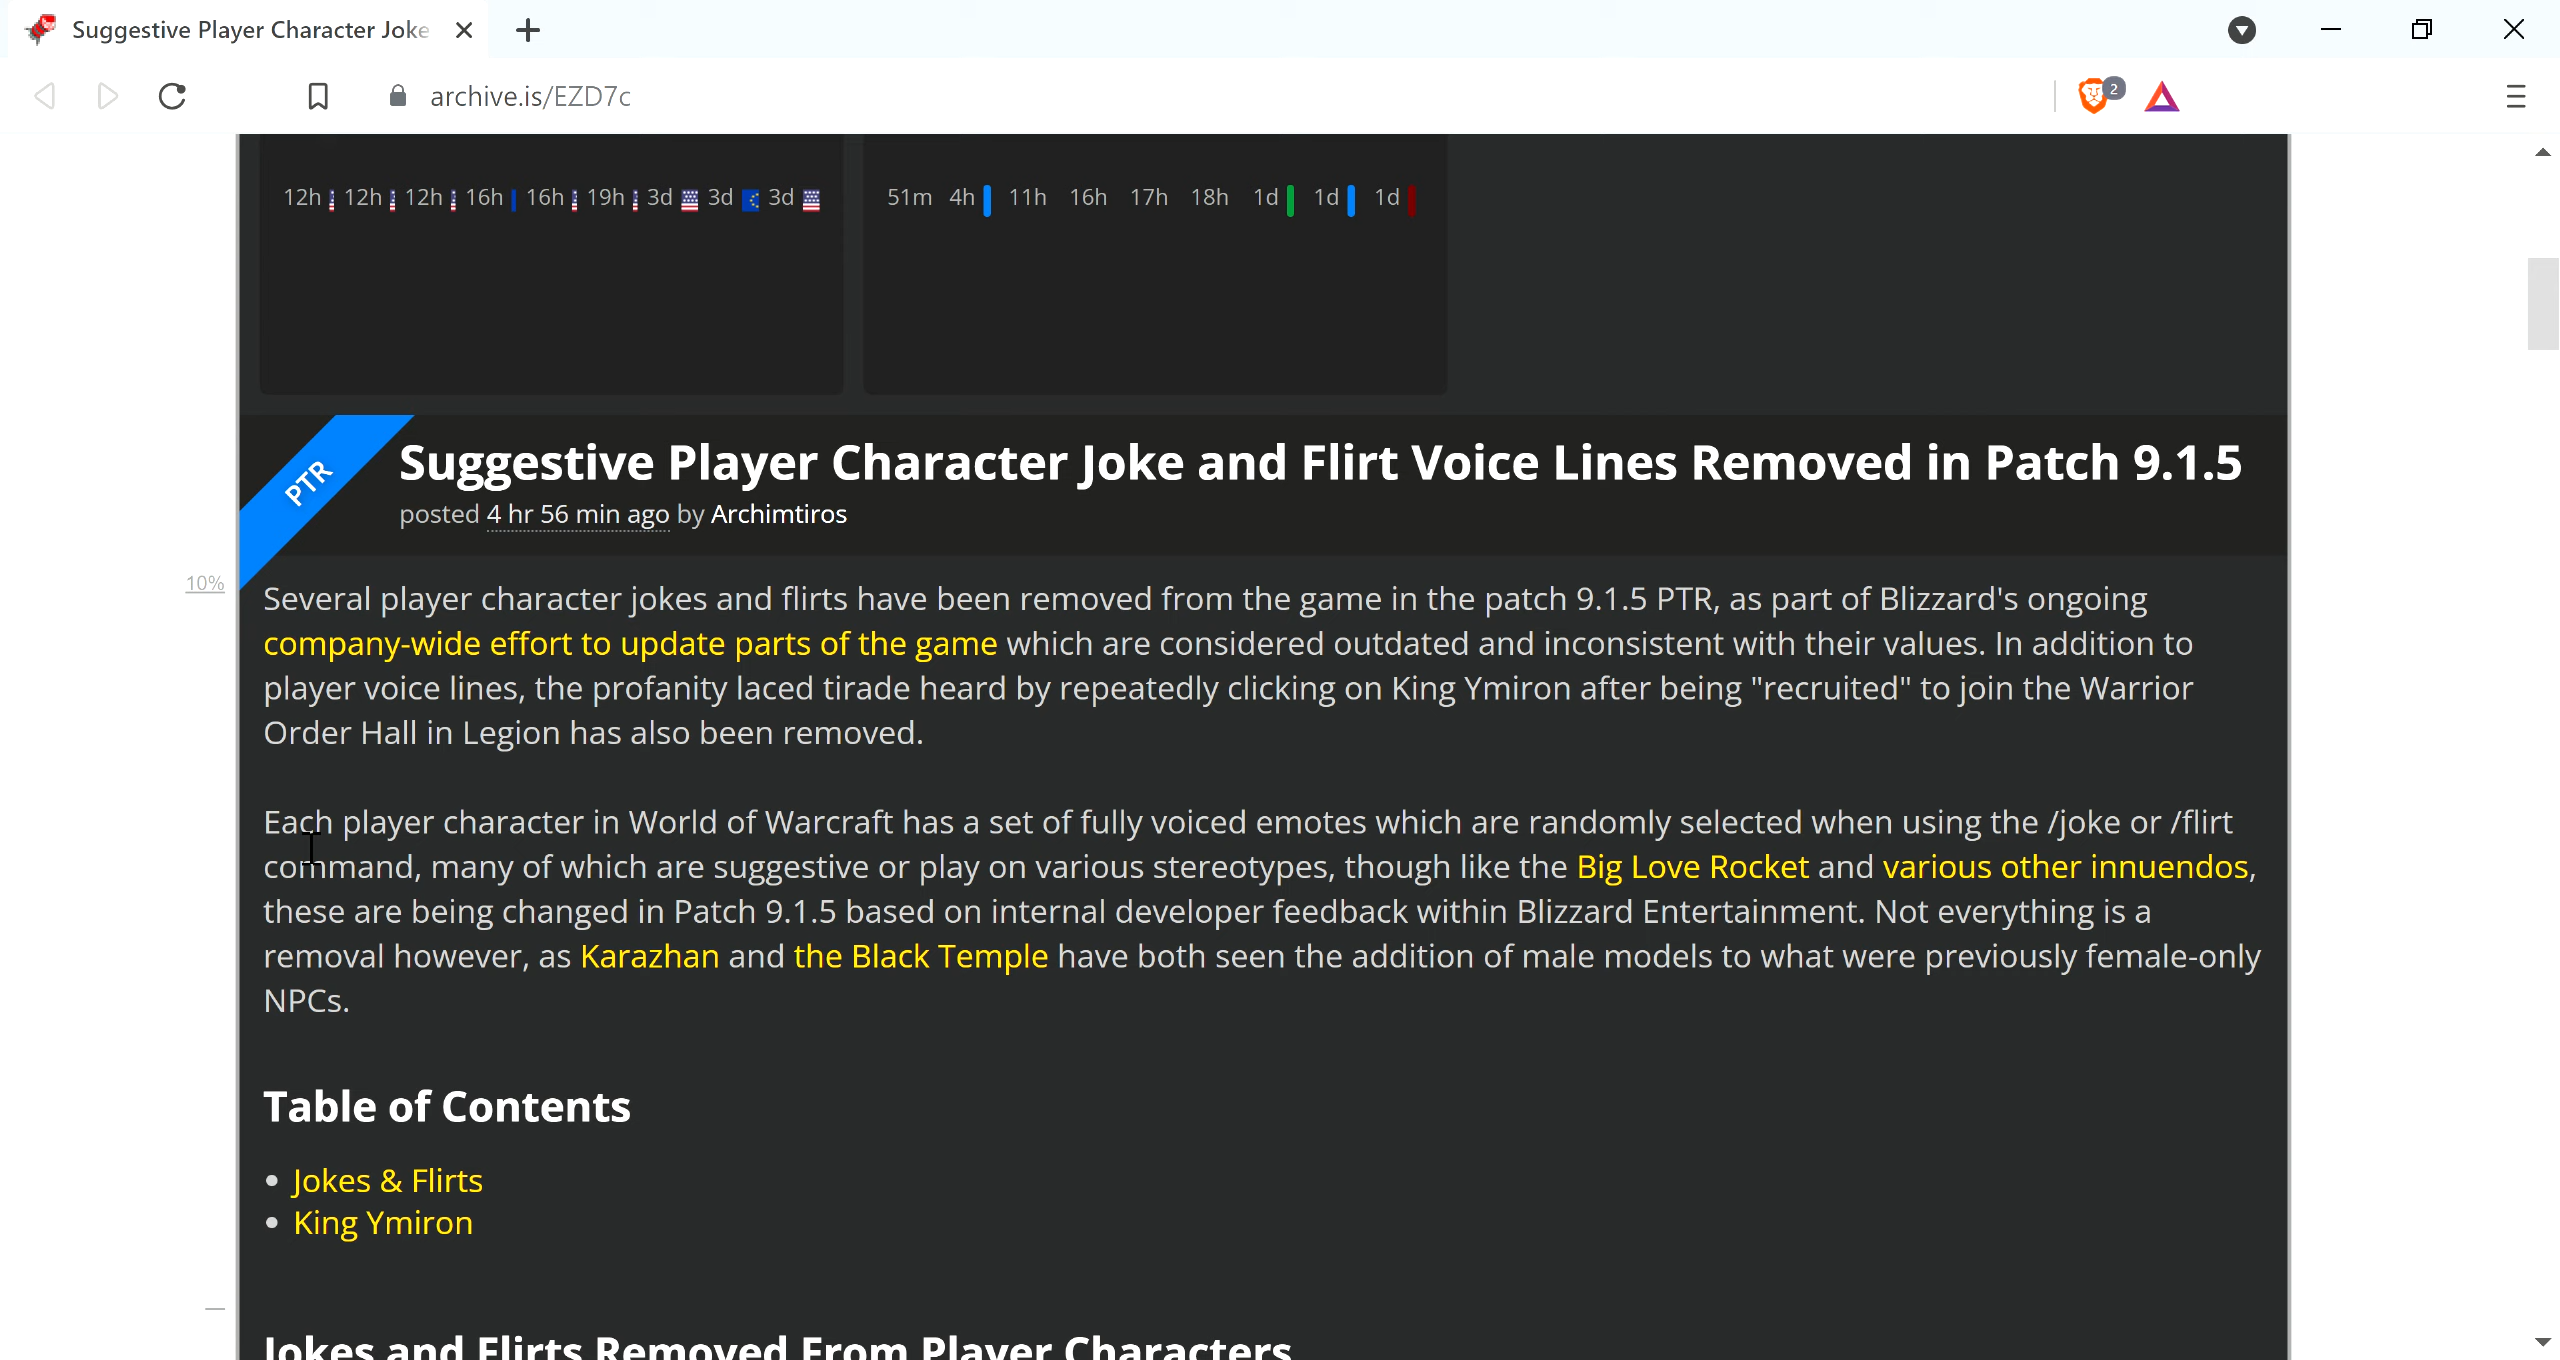 Suggestive Player Character Joke
archive.is/EZD7c
2
12h 12h 12h 16h 16h 19h 3d 3d 3d
51m 4h 11h 16h 17h 18h 1d 1d 1d
PTR
Suggestive Player Character Joke and Flirt Voice Lines Removed in Patch 9.1.5
posted 4 hr 56 min ago by Archimtiros
10%
Several player character jokes and flirts have been removed from the game in the patch 9.1.5 PTR, as part of Blizzard's ongoing
company-wide effort to update parts of the game which are considered outdated and inconsistent with their values. In addition to
player voice lines, the profanity laced tirade heard by repeatedly clicking on King Ymiron after being "recruited" to join the Warrior
Order Hall in Legion has also been removed.
Each player character in World of Warcraft has a set of fully voiced emotes which are randomly selected when using the /joke or /flirt
command, many of which are suggestive or play on various stereotypes, though like the Big Love Rocket and various other innuendos,
these are being changed in Patch 9.1.5 based on internal developer feedback within Blizzard Entertainment. Not everything is a
removal however, as Karazhan and the Black Temple have both seen the addition of male models to what were previously female-only
NPCs.
Table of Contents
• Jokes & Flirts
• King Ymiron
Jokes and Flirts Removed From Player Characters